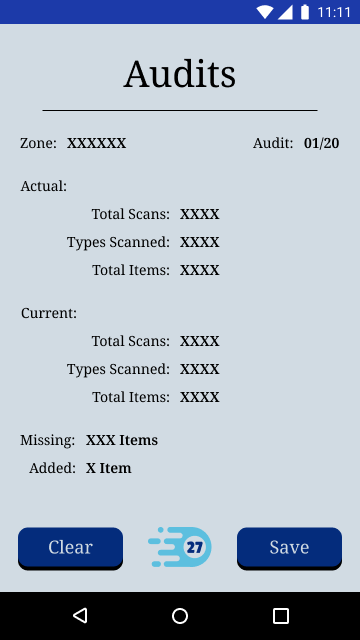 11:11
Audits
Zone: XXXXXX Audit: 01/20
Actual:
Total Scans: XXXX
Types Scanned: XXXX
Total Items: XXXX
Current:
Total Scans: XXXX
Types Scanned: XXXX
Total Items: XXXX
Missing: XXX Items
Added: X Item
Clear 27 Save